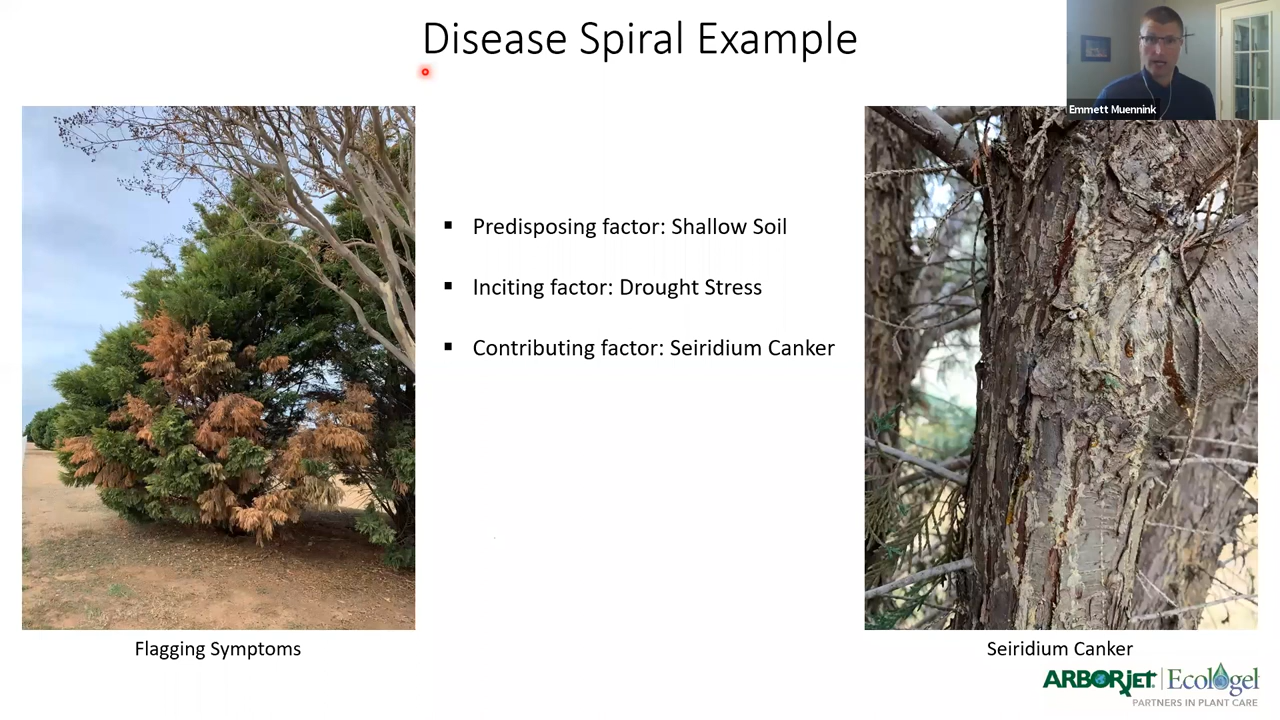 Disease Spiral Example
Emmett Muennink
▪ Predisposing factor: Shallow Soil
▪ Inciting factor: Drought Stress
▪ Contributing factor: Seiridium Canker
Flagging Symptoms
Seiridium Canker
ARBORJET | Ecologel
PARTNERS IN PLANT CARE